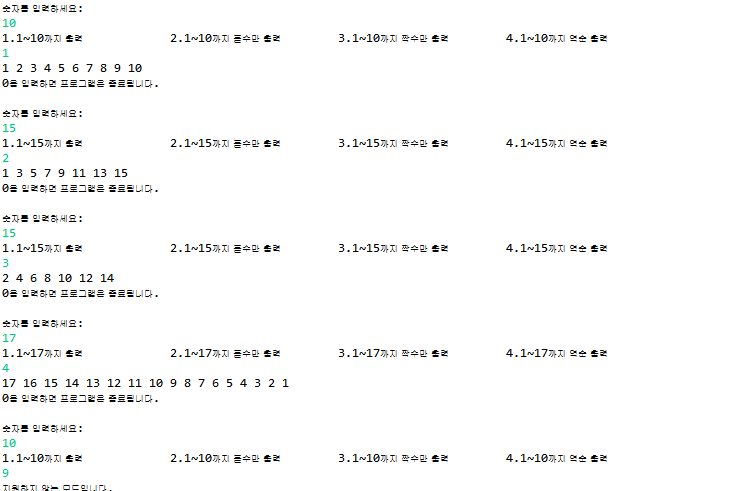 숫자를 입력하세요:
10
1.1~10까지 출력 2.1~10까지 홀수만 출력 3.1~10까지 짝수만 출력 4.1~10까지 역순 출력
1
1 2 3 4 5 6 7 8 9 10
0을 입력하면 프로그램은 종료됩니다.
숫자를 입력하세요:
15
1.1~15까지 출력 2.1~15까지 홀수만 출력 3.1~15까지 짝수만 출력 4.1~15까지 역순 출력
2
1 3 5 7 9 11 13 15
0을 입력하면 프로그램은 종료됩니다.
숫자를 입력하세요:
15
1.1~15까지 출력 2.1~15까지 홀수만 출력 3.1~15까지 짝수만 출력 4.1~15까지 역순 출력
3
2 4 6 8 10 12 14
0을 입력하면 프로그램은 종료됩니다.
숫자를 입력하세요:
17
1.1~17까지 출력 2.1~17까지 홀수만 출력 3.1~17까지 짝수만 출력 4.1~17까지 역순 출력
4
17 16 15 14 13 12 11 10 9 8 7 6 5 4 3 2 1
0을 입력하면 프로그램은 종료됩니다.
숫자를 입력하세요:
10
1.1~10까지 출력 2.1~10까지 홀수만 출력 3.1~10까지 짝수만 출력 4.1~10까지 역순 출력
9
지원하지 않는 모드입니다.